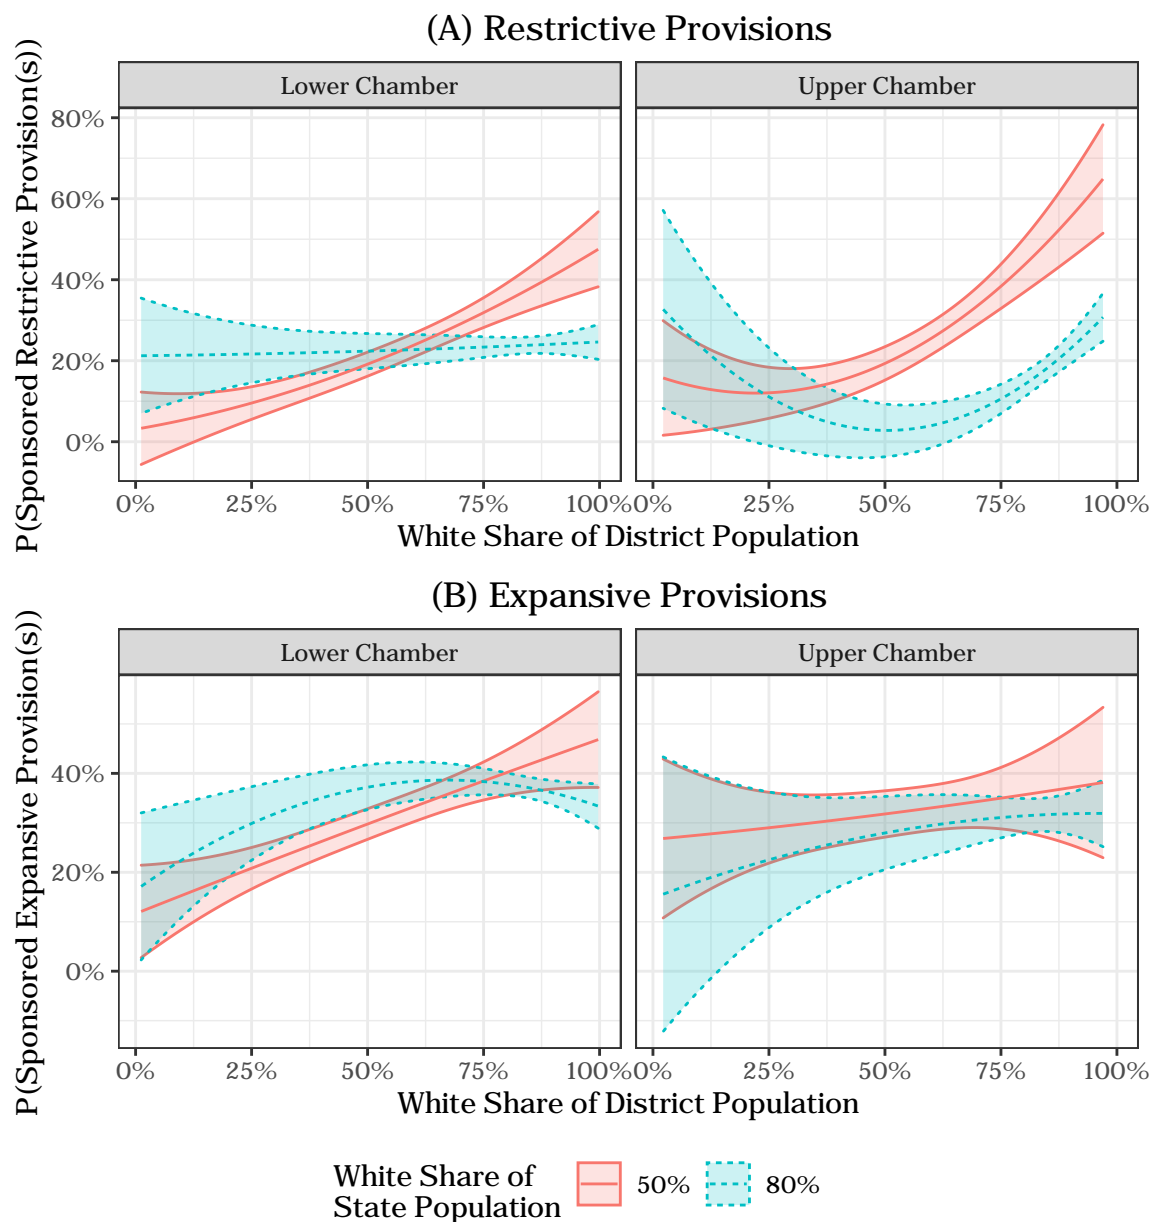 (A) Restrictive Provisions
P(Sponsored Restrictive Provision(s))
Lower Chamber
Upper Chamber
80%
60%
40%
20%
0%
0% 25% 50% 75% 100%
0% 25% 50% 75% 100%
White Share of District Population
(B) Expansive Provisions
P(Sponsored Expansive Provision(s))
Lower Chamber
Upper Chamber
40%
20%
0%
0% 25% 50% 75% 100%
0% 25% 50% 75% 100%
White Share of District Population
White Share of
State Population
50%
80%